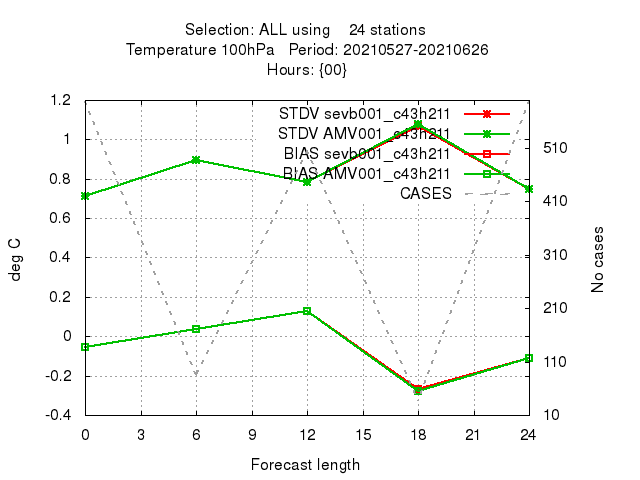 Selection: ALL using 24 stations
Temperature 100hPa Period: 20210527-20210626
Hours: {00}
1.2
1
0.8
0.6
0.4
0.2
0
-0.2
-0.4
deg C
STDV sevb001_c43h211
STDV AMV001_c43h211
BIAS sevb001_c43h211
BIAS AMV001_c43h211
CASES
510
410
310
210
110
10
No cases
0 3 6 9 12 15 18 21 24
Forecast length